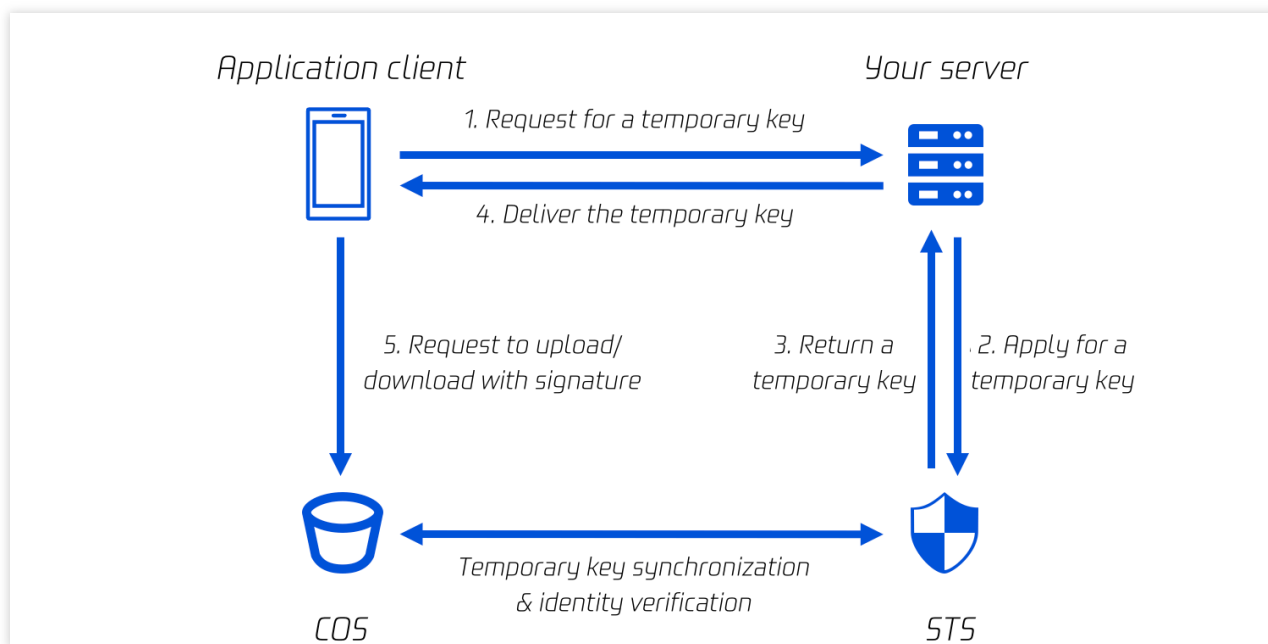 Application client
Your server
1. Request for a temporary key
4. Deliver the temporary key
5. Request to upload/
download with signature
3. Return a
temporary key
2. Apply for a
temporary key
Temporary key synchronization
& identity verification
COS
STS